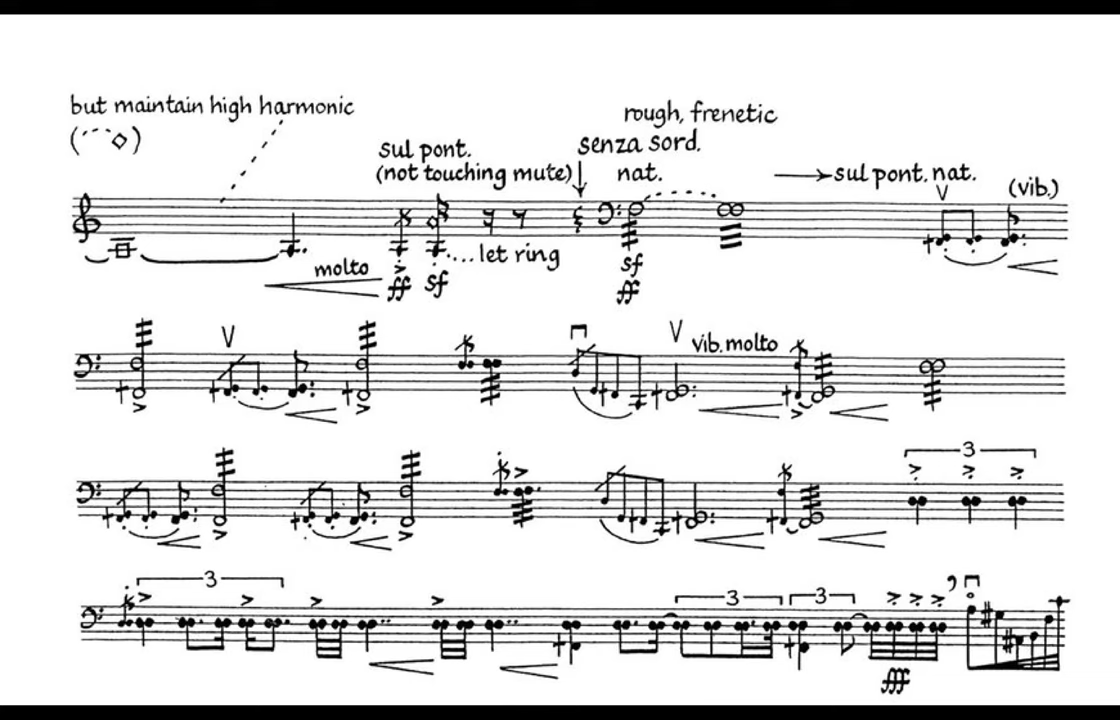 but maintain high harmonic
rough, frenetic
sul pont.
senza sord.
(not touching mute)
nat.
sul pont. nat.
(vib.)
molto
let ring
ff
sf
sf
ff
vib. molto
3
3
3
3
fff